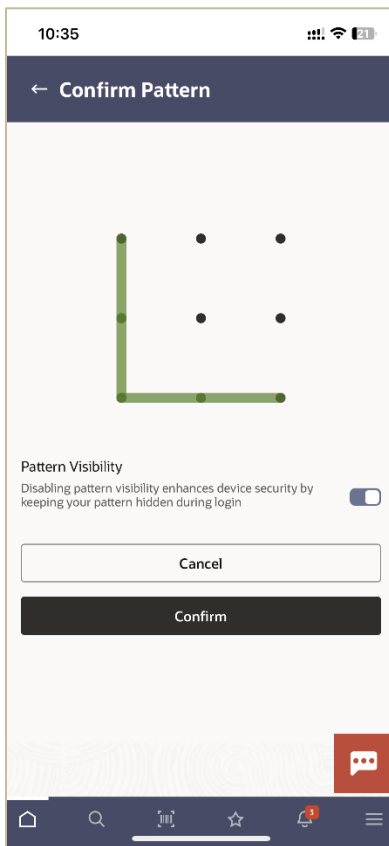 10:35
21
Confirm Pattern
Pattern Visibility
Disabling pattern visibility enhances device security by
keeping your pattern hidden during login
Cancel
Confirm
3